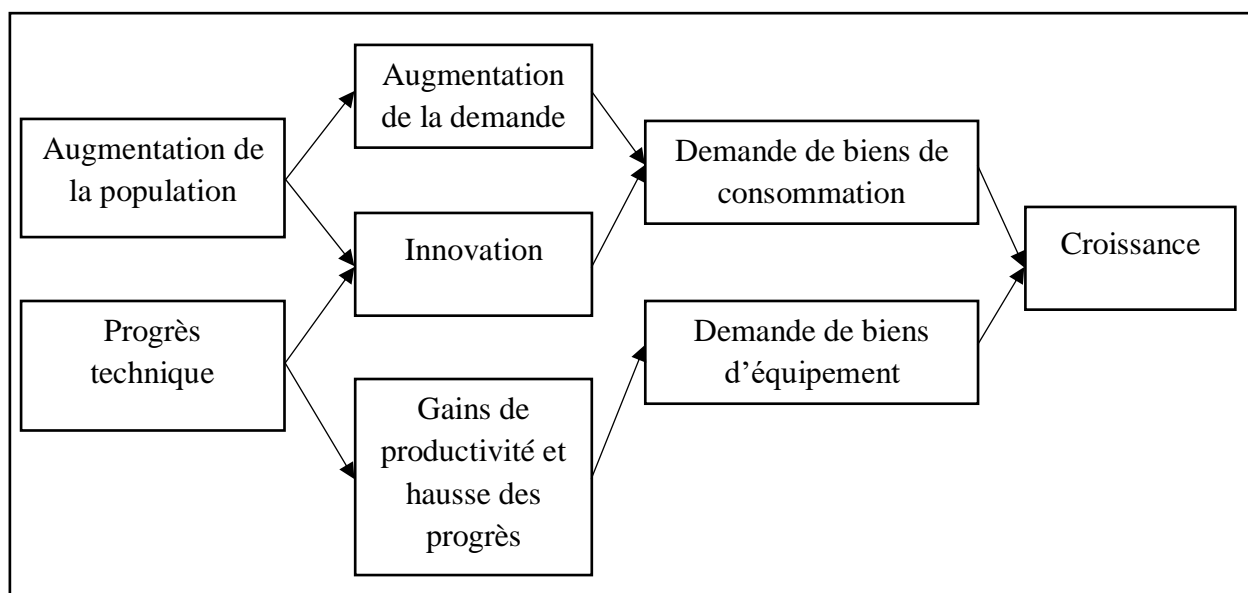 Augmentation de
la population
Progrès
technique
Augmentation
de la demande
Innovation
Gains de
productivité et
hausse des
progrès
Demande de biens de
consommation
Demande de biens
d’équipement
Croissance